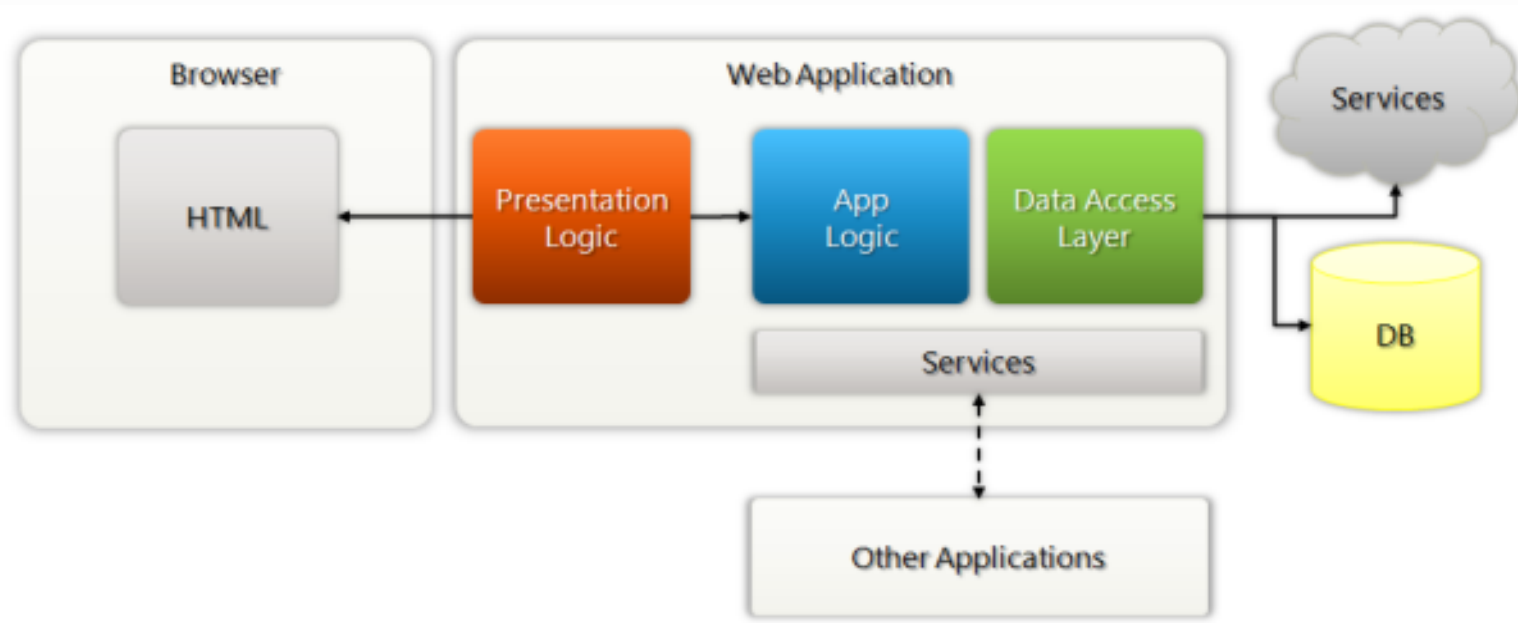 Browser
Web Application
Services
HTML
Presentation
Logic
App
Logic
Data Access
Layer
DB
Services
Other Applications